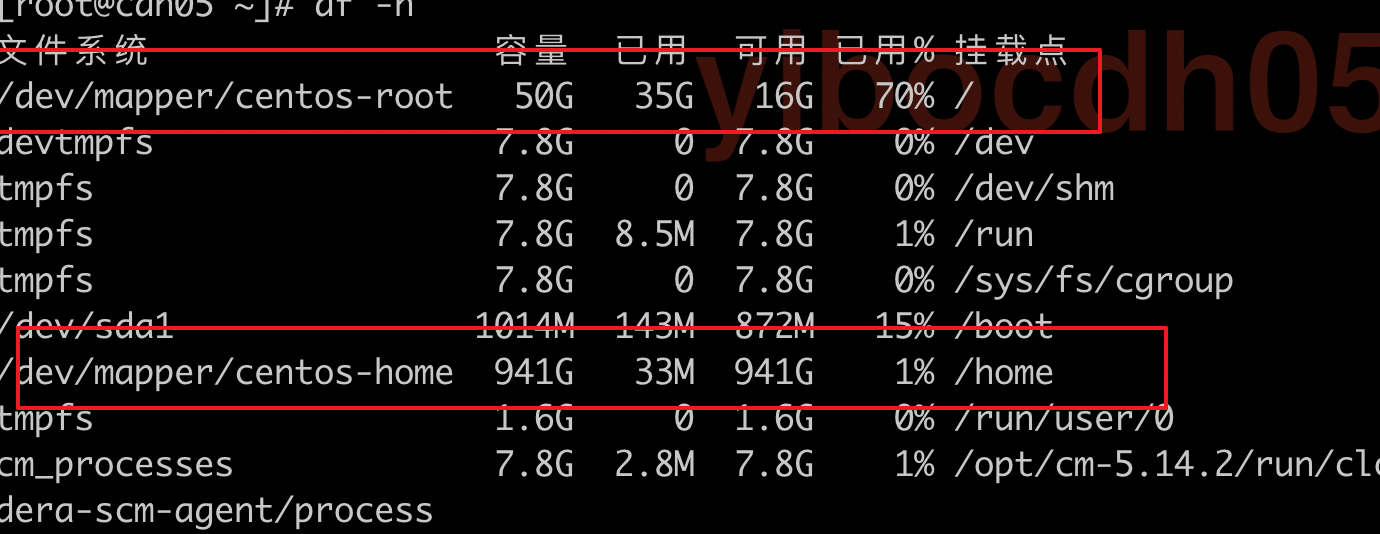 [root@cdh05 ~]# df -h
文件系统 容量 已用 可用 已用% 挂载点
/dev/mapper/centos-root 50G 35G 16G 70% /
devtmpfs 7.8G 0 7.8G 0% /dev
tmpfs 7.8G 0 7.8G 0% /dev/shm
tmpfs 7.8G 8.5M 7.8G 1% /run
tmpfs 7.8G 0 7.8G 0% /sys/fs/cgroup
/dev/sda1 1014M 143M 872M 15% /boot
/dev/mapper/centos-home 941G 33M 941G 1% /home
tmpfs 1.6G 0 1.6G 0% /run/user/0
cm_processes 7.8G 2.8M 7.8G 1% /opt/cm-5.14.2/run/clo
dera-scm-agent/process
ylbocdh05